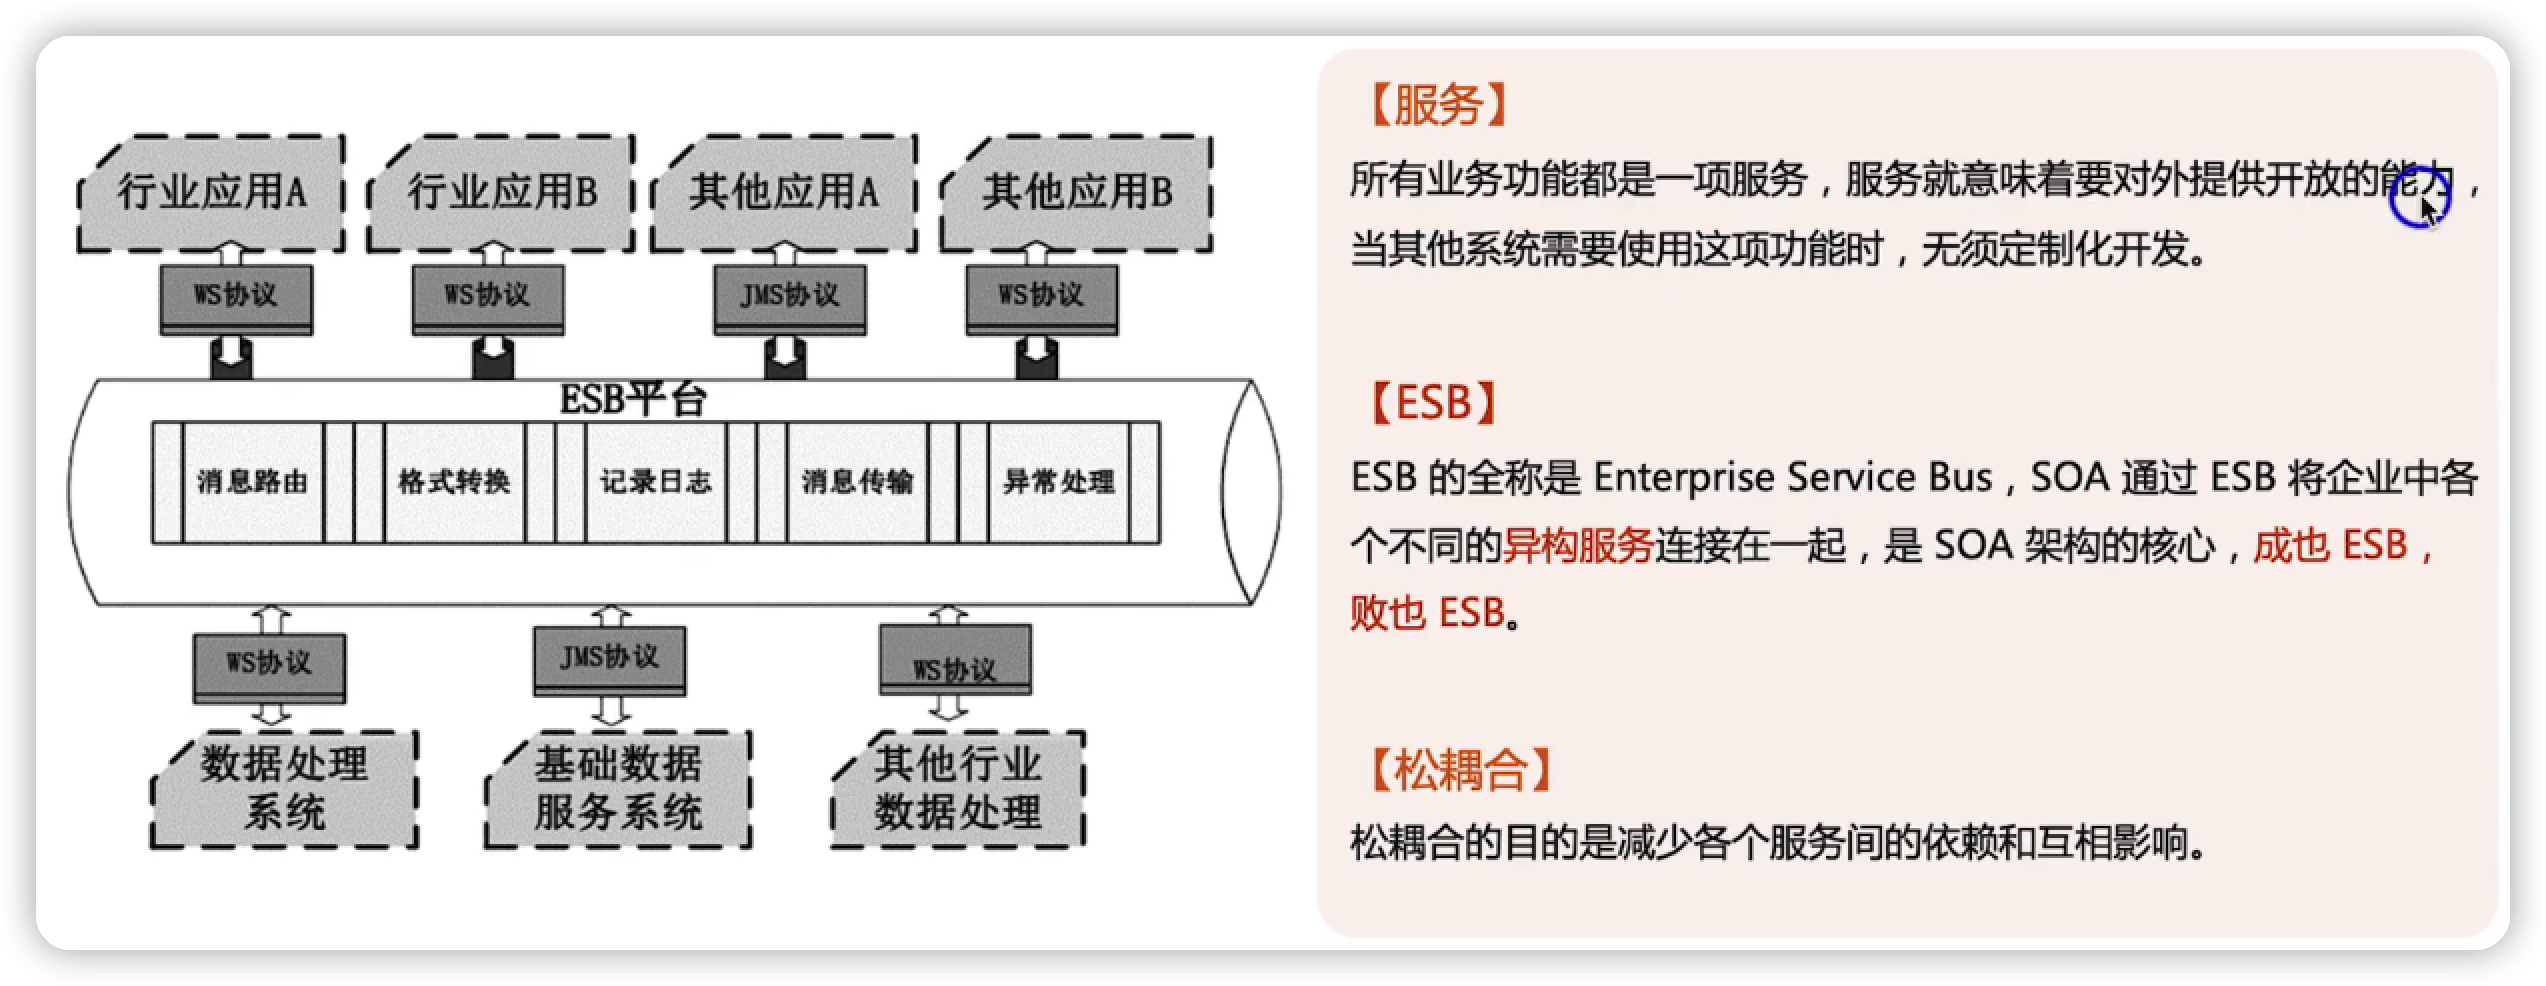 行业应用A
行业应用B
其他应用A
其他应用B
WS协议
WS协议
JMS协议
WS协议
ESB平台
消息路由
格式转换
记录日志
消息传输
异常处理
WS协议
JMS协议
WS协议
数据处理
系统
基础数据
服务系统
其他行业
数据处理
【服务】
所有业务功能都是一项服务，服务就意味着要对外提供开放的能力，
当其他系统需要使用这项功能时，无须定制化开发。
【ESB】
ESB 的全称是 Enterprise Service Bus，SOA 通过 ESB 将企业中各
个不同的异构服务连接在一起，是 SOA 架构的核心，成也 ESB，
败也 ESB。
【松耦合】
松耦合的目的是减少各个服务间的依赖和互相影响。